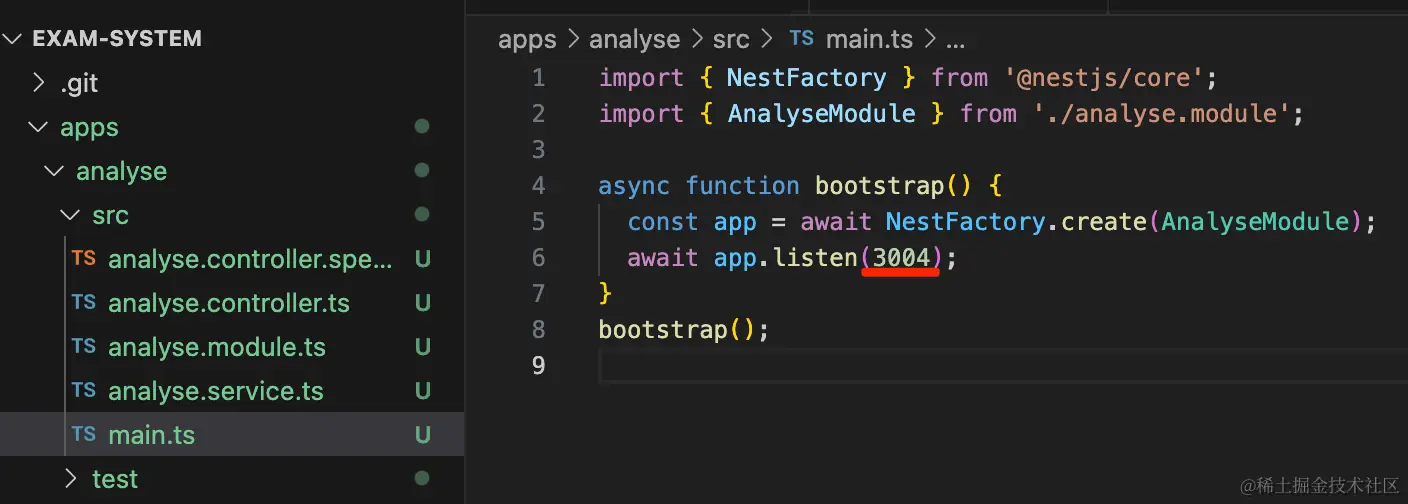 EXAM-SYSTEM
.git
apps
analyse
src
analyse.controller.spe...
U
analyse.controller.ts
U
analyse.module.ts
U
analyse.service.ts
U
main.ts
U
test
apps > analyse > src > TS main.ts > ...
1 import { NestFactory } from '@nestjs/core';
2 import { AnalyseModule } from './analyse.module';
3
4 async function bootstrap() {
5 const app = await NestFactory.create(AnalyseModule);
6 await app.listen(3004);
7 }
8 bootstrap();
9
TS
TS
TS
TS
TS
@稀土掘金技术社区